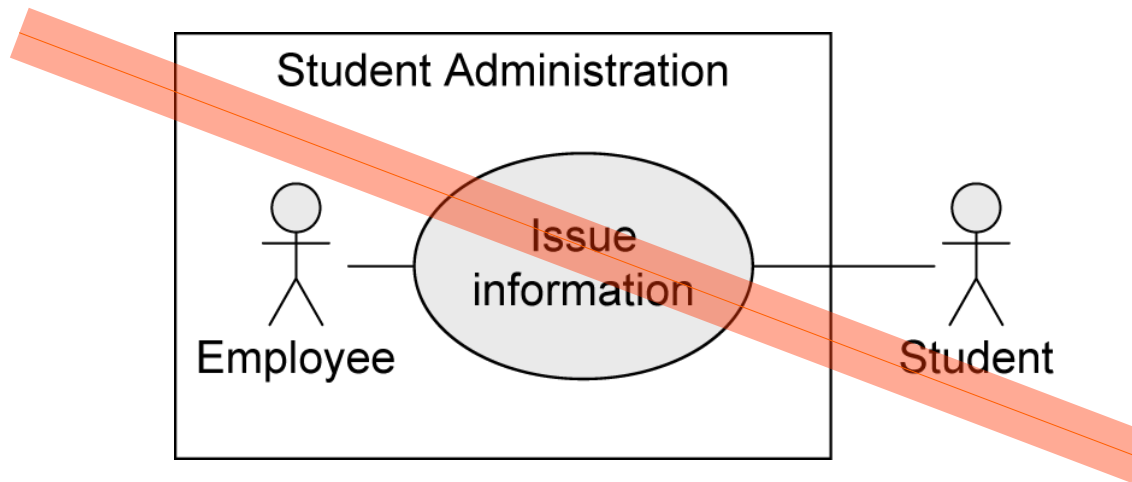 Student Administration
Issue
information
Employee
Student